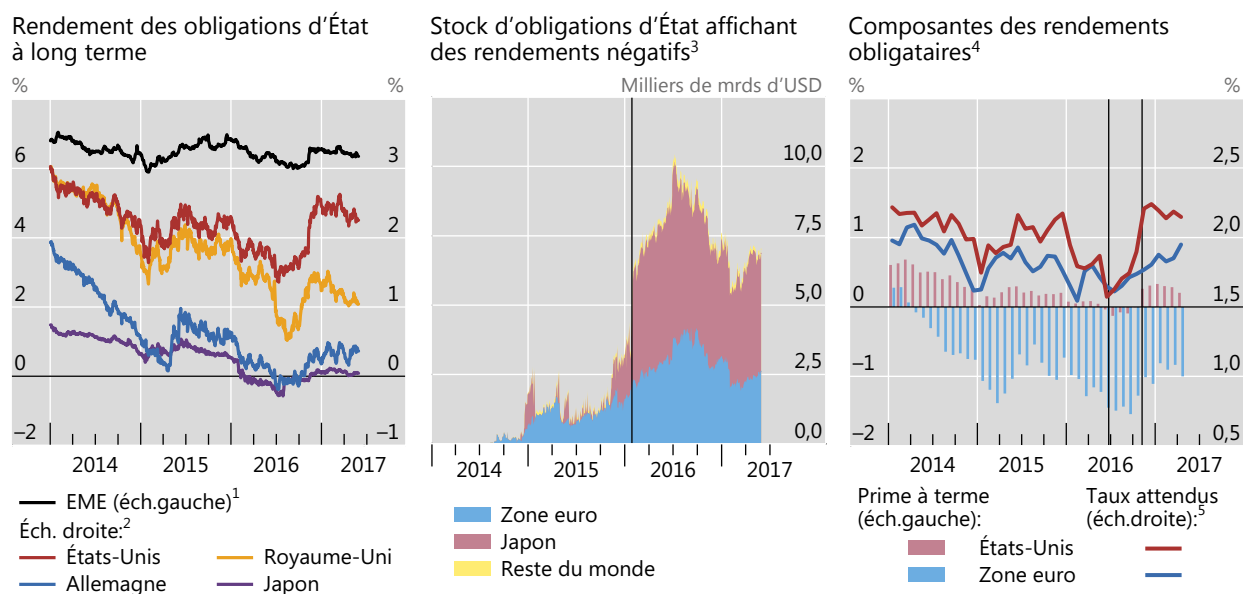 Rendement des obligations d'État
à long terme
%
%
6
4
2
0
−2
3
2
1
0
−1
2014
2015
2016
2017
EME (éch.gauche)1
Éch. droite:2
États-Unis
Royaume-Uni
Allemagne
Japon
Stock d'obligations d'État affichant
des rendements négatifs3
Milliers de mrds d'USD
10,0
7,5
5,0
2,5
0,0
2014
2015
2016
2017
Zone euro
Japon
Reste du monde
Composantes des rendements
obligataires4
%
%
2
1
0
−1
−2
2,5
2,0
1,5
1,0
0,5
2014
2015
2016
2017
Prime à terme
(éch.gauche):
Taux attendus
(éch.droite):5
États-Unis
Zone euro